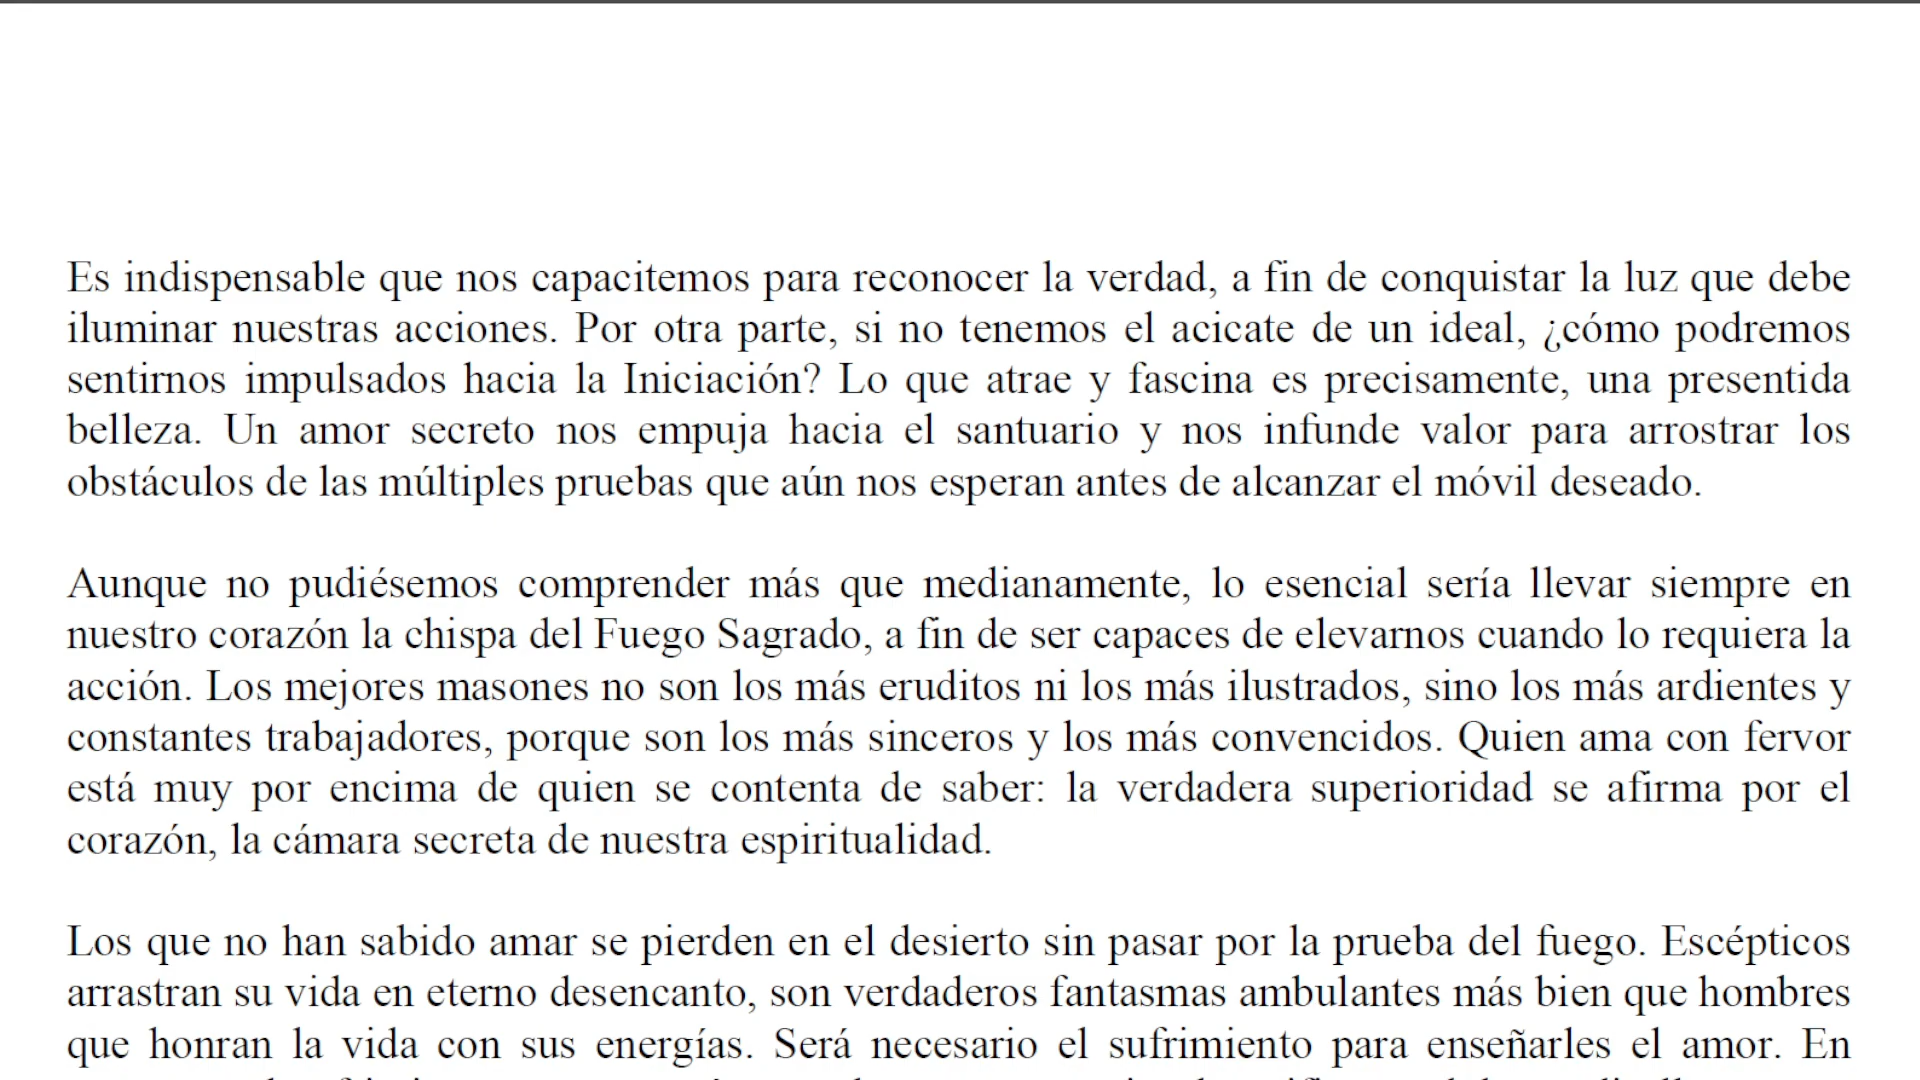 Es indispensable que nos capacitemos para reconocer la verdad, a fin de conquistar la luz que debe
iluminar nuestras acciones. Por otra parte, si no tenemos el acicate de un ideal, ¿cómo podremos
sentirnos impulsados hacia la Iniciación? Lo que atrae y fascina es precisamente, una presentida
belleza. Un amor secreto nos empuja hacia el santuario y nos infunde valor para arrostrar los
obstáculos de las múltiples pruebas que aún nos esperan antes de alcanzar el móvil deseado.
Aunque no pudiésemos comprender más que medianamente, lo esencial sería llevar siempre en
nuestro corazón la chispa del Fuego Sagrado, a fin de ser capaces de elevarnos cuando lo requiera la
acción. Los mejores masones no son los más eruditos ni los más ilustrados, sino los más ardientes y
constantes trabajadores, porque son los más sinceros y los más convencidos. Quien ama con fervor
está muy por encima de quien se contenta de saber: la verdadera superioridad se afirma por el
corazón, la cámara secreta de nuestra espiritualidad.
Los que no han sabido amar se pierden en el desierto sin pasar por la prueba del fuego. Escépticos
arrastran su vida en eterno desencanto, son verdaderos fantasmas ambulantes más bien que hombres
que honran la vida con sus energías. Será necesario el sufrimiento para enseñarles el amor. En